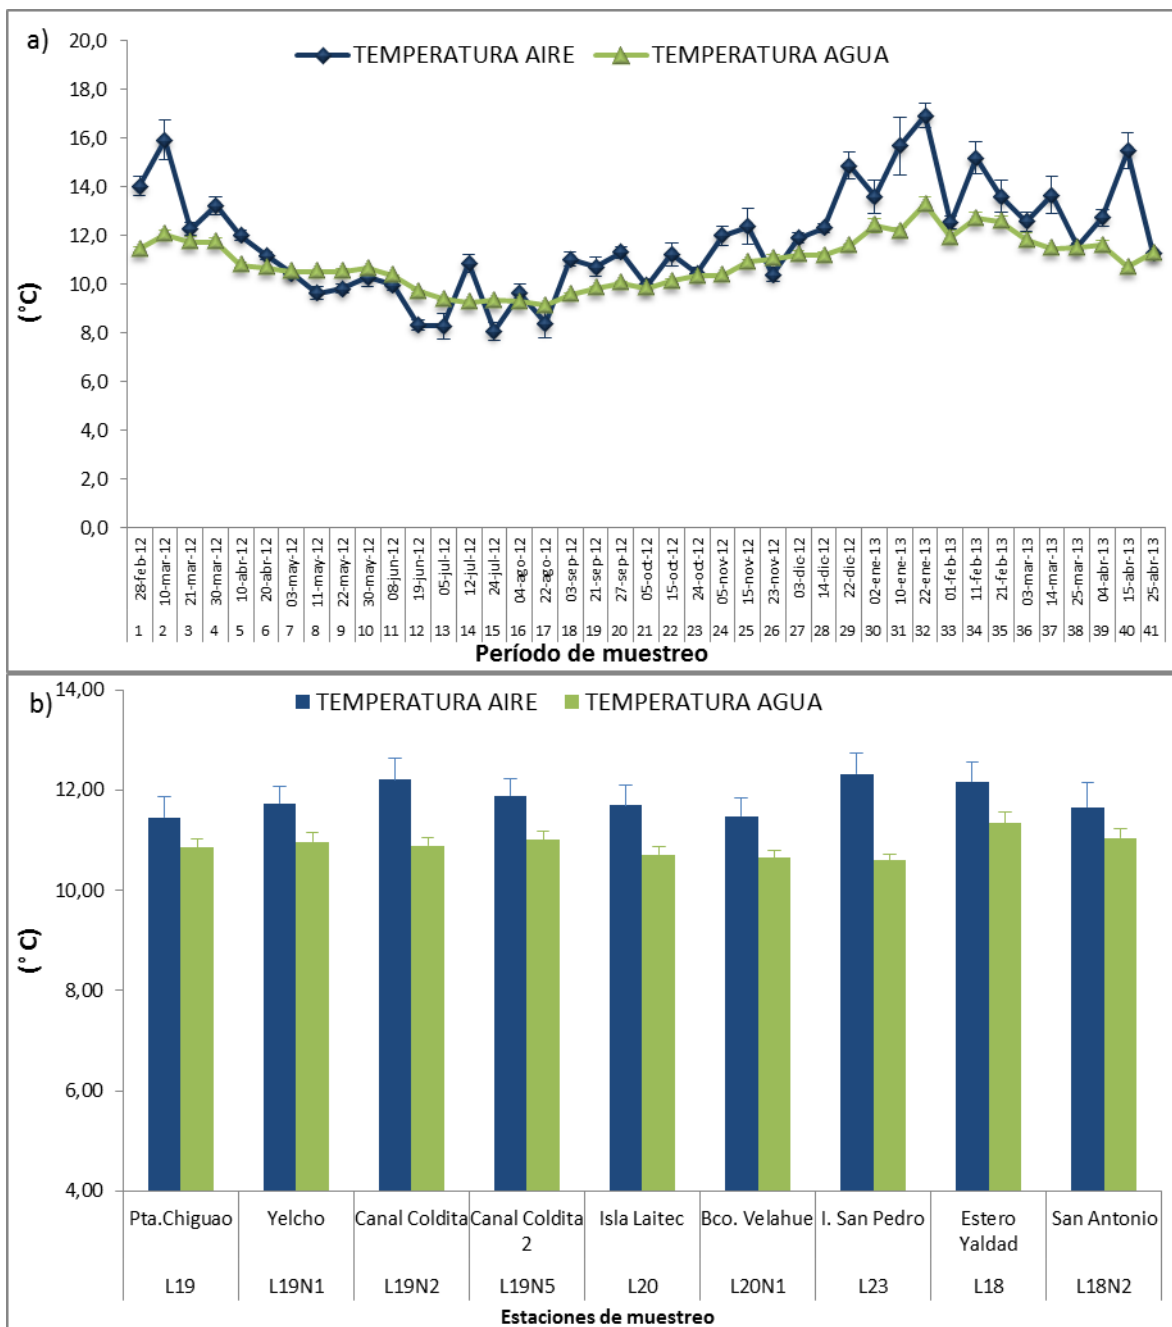 a)
TEMPERATURA AIRE TEMPERATURA AGUA
20,0
18,0
16,0
14,0
12,0
10,0
8,0
6,0
4,0
2,0
0,0
(°C)
28-feb-12 10-mar-12 21-mar-12 30-mar-12 10-abr-12 20-abr-12 03-may-12 11-may-12 22-may-12 30-may-12 08-jun-12 19-jun-12 05-jul-12 12-jul-12 24-jul-12 04-ago-12 22-ago-12 03-sep-12 21-sep-12 27-sep-12 05-oct-12 15-oct-12 24-oct-12 05-nov-12 15-nov-12 23-nov-12 03-dic-12 14-dic-12 22-dic-12 02-ene-13 10-ene-13 22-ene-13 01-feb-13 11-feb-13 21-feb-13 03-mar-13 14-mar-13 25-mar-13 04-abr-13 15-abr-13 25-abr-13
1 2 3 4 5 6 7 8 9 10 11 12 13 14 15 16 17 18 19 20 21 22 23 24 25 26 27 28 29 30 31 32 33 34 35 36 37 38 39 40 41
Período de muestreo
b)
TEMPERATURA AIRE TEMPERATURA AGUA
14,00
12,00
10,00
8,00
6,00
4,00
(° C)
Pta.Chiguao Yelcho Canal Coldita Canal Coldita Isla Laitec Bco. Velahue I. San Pedro Estero San Antonio
2 Yaldad
L19 L19N1 L19N2 L19N5 L20 L20N1 L23 L18 L18N2
Estaciones de muestreo